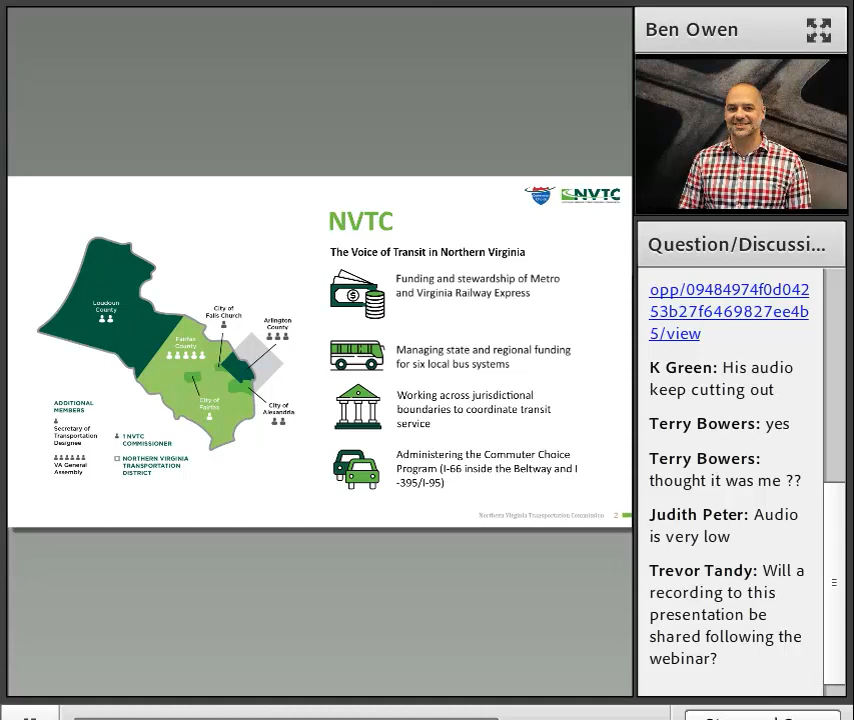 Ben Owen
NVTC
NVTC
The Voice of Transit in Northern Virginia
Funding and stewardship of Metro
and Virginia Railway Express
Managing state and regional funding
for six local bus systems
Working across jurisdictional
boundaries to coordinate transit
service
Administering the Commuter Choice
Program (I-66 inside the Beltway and I
-395/I-95)
Loudoun
County
City of
Falls Church
Arlington
County
Fairfax
County
City of
Fairfax
City of
Alexandria
ADDITIONAL
MEMBERS
Secretary of
Transportation
Designee
VA General
Assembly
1 NVTC
COMMISSIONER
NORTHERN VIRGINIA
TRANSPORTATION
DISTRICT
Northern Virginia Transportation Commission 2
Question/Discussi...
opp/09484974f0d042
53b27f6469827ee4b
5/view
K Green: His audio
keep cutting out
Terry Bowers: yes
Terry Bowers:
thought it was me ??
Judith Peter: Audio
is very low
Trevor Tandy: Will a
recording to this
presentation be
shared following the
webinar?